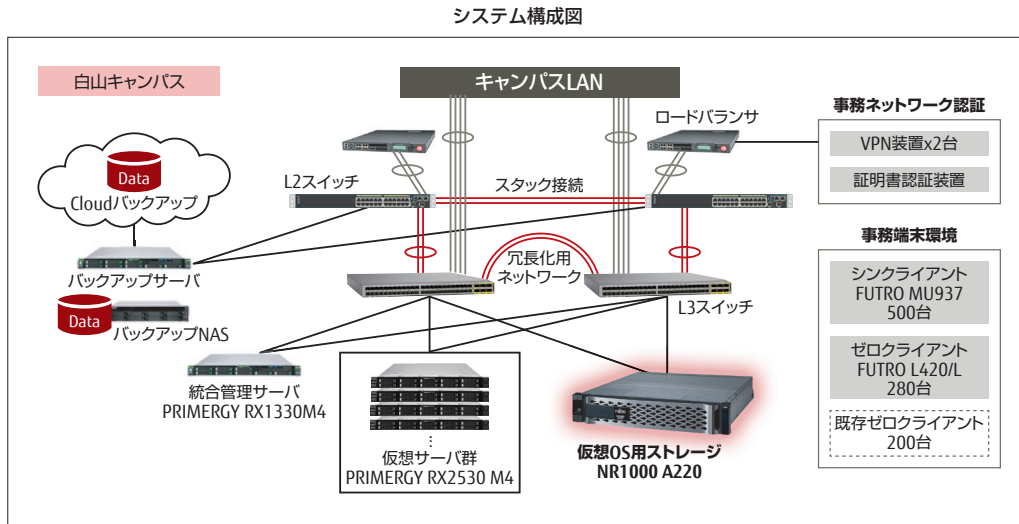 システム構成図
白山キャンパス
キャンパスLAN
ロードバランサ
事務ネットワーク認証
VPN装置x2台
証明書認証装置
Data
Cloudバックアップ
L2スイッチ
スタック接続
バックアップサーバ
冗長化用
ネットワーク
L3スイッチ
Data
バックアップNAS
統合管理サーバ
PRIMERGY RX1330M4
⋮
仮想サーバ群
PRIMERGY RX2530 M4
仮想OS用ストレージ
NR1000 A220
事務端末環境
シンクライアント
FUTRO MU937
500台
ゼロクライアント
FUTRO L420/L
280台
既存ゼロクライアント
200台